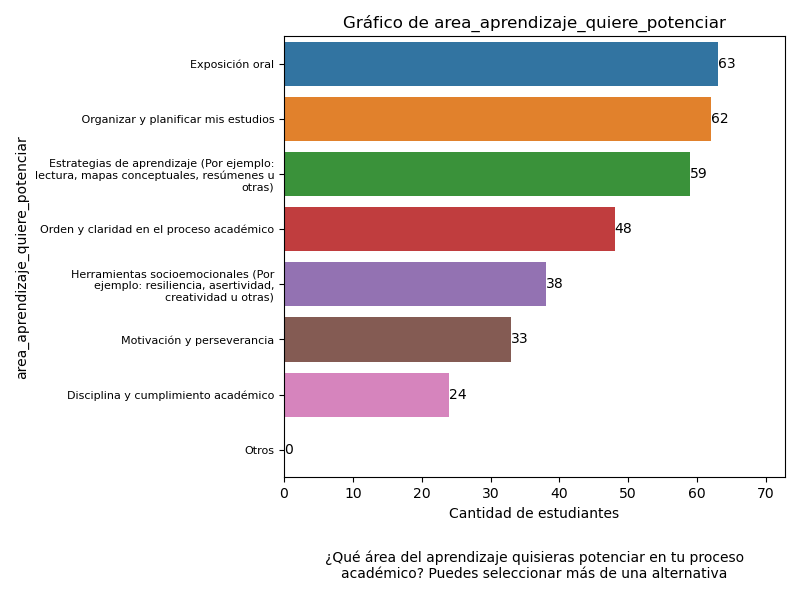 Gráfico de area_aprendizaje_quiere_potenciar
area_aprendizaje_quiere_potenciar
Exposición oral
63
Organizar y planificar mis estudios
62
Estrategias de aprendizaje (Por ejemplo:
lectura, mapas conceptuales, resúmenes u
otras)
59
Orden y claridad en el proceso académico
48
Herramientas socioemocionales (Por
ejemplo: resiliencia, asertividad,
creatividad u otras)
38
Motivación y perseverancia
33
Disciplina y cumplimiento académico
24
Otros
0
0 10 20 30 40 50 60 70
Cantidad de estudiantes
¿Qué área del aprendizaje quisieras potenciar en tu proceso
académico? Puedes seleccionar más de una alternativa